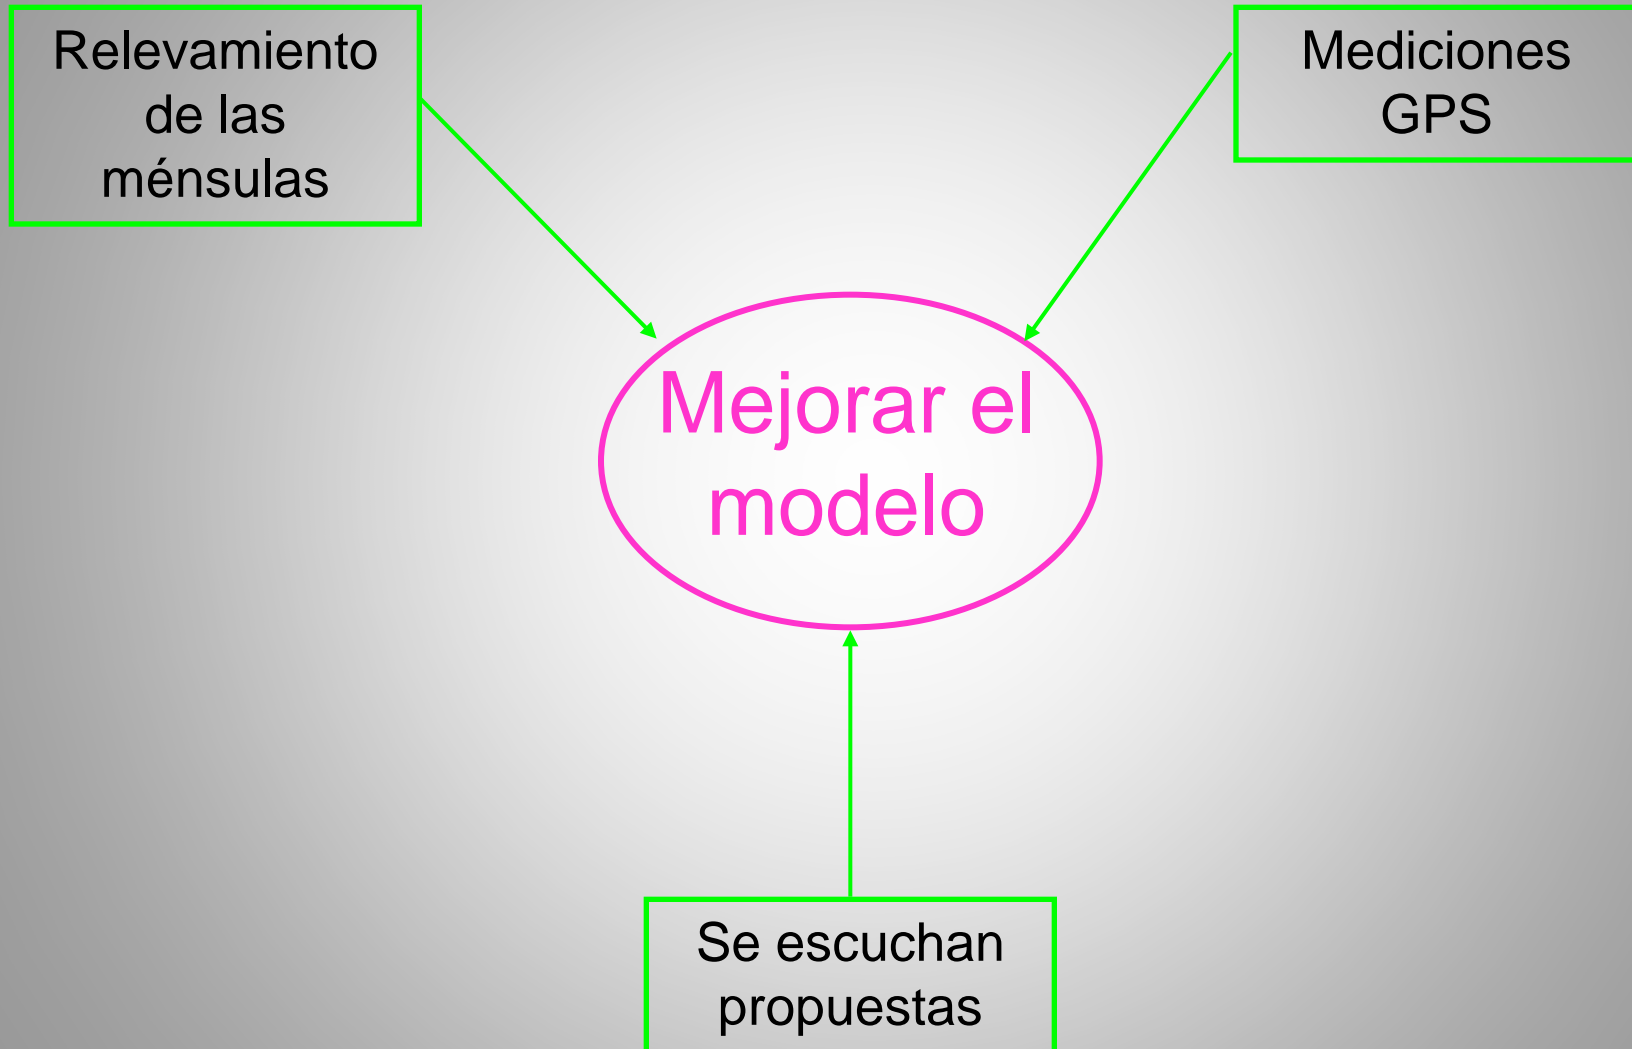 Relevamiento
de las
ménsulas
Mediciones
GPS
Mejorar el
modelo
Se escuchan
propuestas